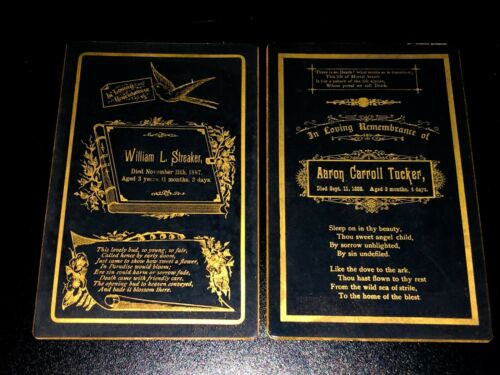 In Loving
Remembrance
of
William L. Streaker,
Died November 11th, 1887,
Aged 3 years 11 months, 3 days.
This lovely bud, so young, so fair,
Called hence by early doom,
Just came to show how sweet a flower,
In Paradise would bloom;
Ere sin could harm or sorrow fade,
Death came with friendly care.
The opening bud to heaven conveyed,
And bade it blossom there.
There is no Death! what seems so is transition;
This life of Mortal breath
Is but a suburb of the life elysian,
Whose portal we call Death.
In Loving Remembrance of
Aaron Carroll Tucker,
Died Sept. 11, 1888. Aged 3 months, 4 days.
Sleep on in thy beauty,
Thou sweet angel child,
By sorrow unblighted,
By sin undefiled.
Like the dove to the ark,
Thou hast flown to thy rest
From the wild sea of strife,
To the home of the blest